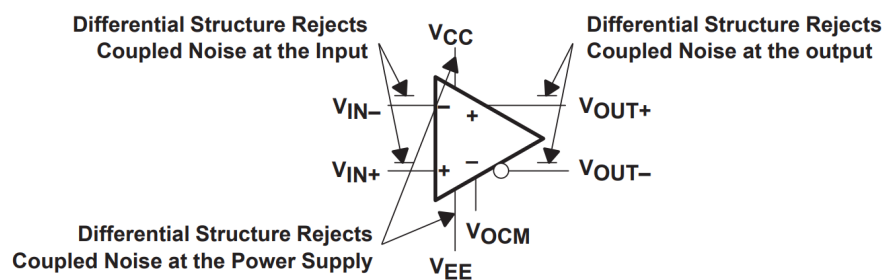 Differential Structure Rejects
Coupled Noise at the Input
VCC
Differential Structure Rejects
Coupled Noise at the output
VIN–
–
+
VOUT+
VIN+
+
–
VOUT–
Differential Structure Rejects
Coupled Noise at the Power Supply
VOCM
VEE